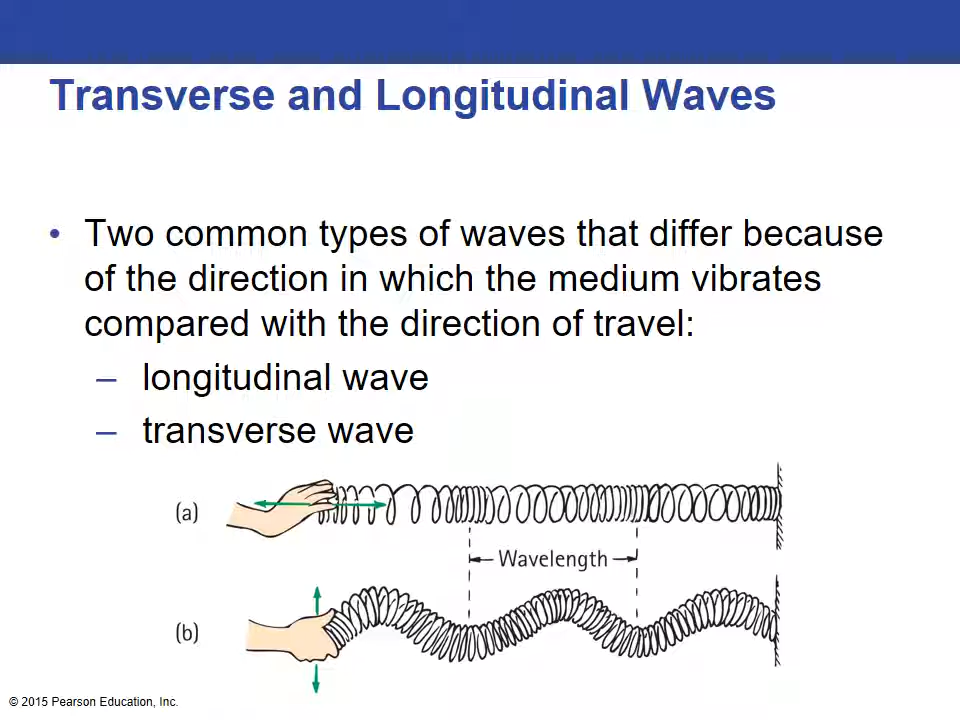 Transverse and Longitudinal Waves
• Two common types of waves that differ because
of the direction in which the medium vibrates
compared with the direction of travel:
– longitudinal wave
– transverse wave
(a)
Wavelength
(b)
© 2015 Pearson Education, Inc.